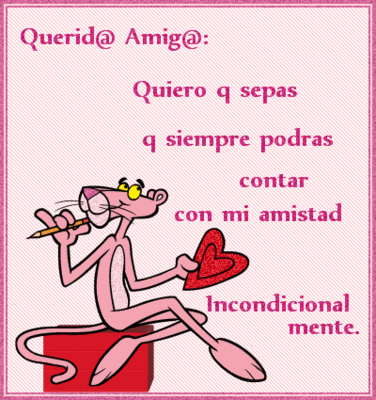 Querid@ Amig@:
Quiero q sepas
q siempre podras
contar
con mi amistad
Incondicional
mente.